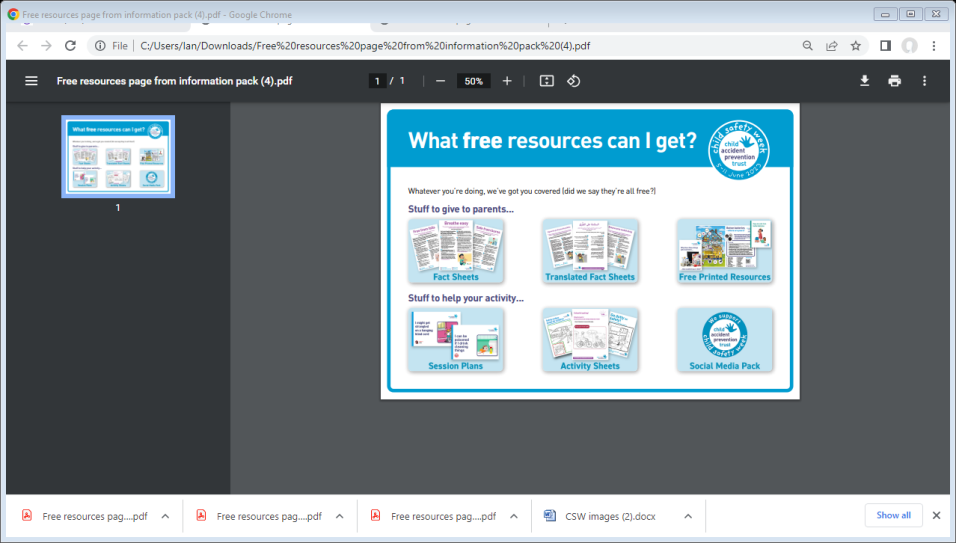 Free resources page from information pack (4).pdf - Google Chrome
File
C:/Users/Ian/Downloads/Free%20resources%20page%20from%20information%20pack%20(4).pdf
Free resources page from information pack (4).pdf
1 / 1
50%
1
What free resources can I get?
child safety week
child
accident
prevention
trust
5-11 June 2023
Whatever you're doing, we've got you covered (did we say they're all free?)
Stuff to give to parents...
Breathe easy
Fact Sheets
Translated Fact Sheets
Free Printed Resources
Stuff to help your activity...
Session Plans
Activity Sheets
we support
child
accident
prevention
trust
child safety week
Social Media Pack
Free resources pag....pdf
Free resources pag....pdf
Free resources pag....pdf
CSW images (2).docx
Show all